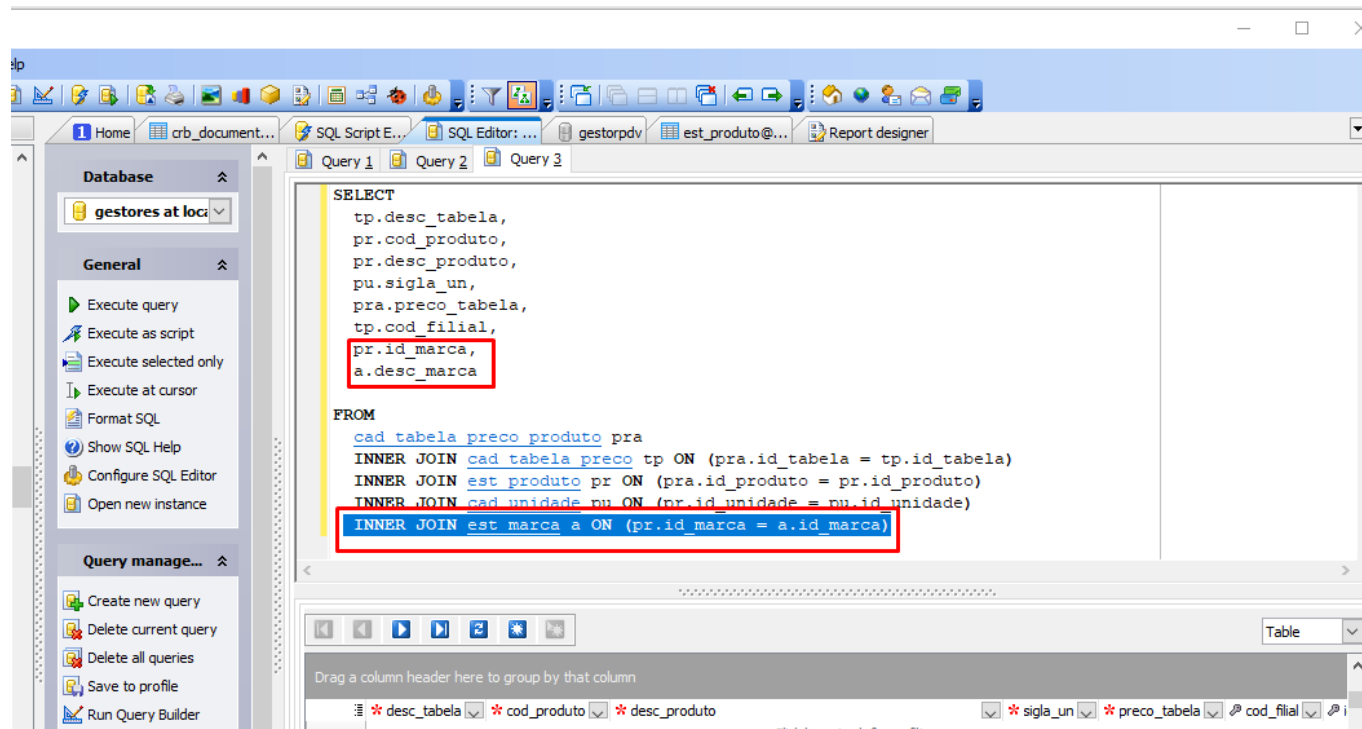 elp
1 Home crb_document... SQL Script E... SQL Editor: ... gestorpdv est_produto@... Report designer
Database
gestores at loca
General
Execute query
Execute as script
Execute selected only
Execute at cursor
Format SQL
Show SQL Help
Configure SQL Editor
Open new instance
Query manage...
Create new query
Delete current query
Delete all queries
Save to profile
Run Query Builder
Query 1 Query 2 Query 3
SELECT
tp.desc_tabela,
pr.cod_produto,
pr.desc_produto,
pu.sigla_un,
pra.preco_tabela,
tp.cod_filial,
pr.id_marca,
a.desc_marca
FROM
cad_tabela_preco_produto pra
INNER JOIN cad_tabela_preco tp ON (pra.id_tabela = tp.id_tabela)
INNER JOIN est_produto pr ON (pra.id_produto = pr.id_produto)
INNER JOIN cad_unidade pu ON (pr.id_unidade = pu.id_unidade)
INNER JOIN est_marca a ON (pr.id_marca = a.id_marca)
Table
Drag a column header here to group by that column
desc_tabela cod_produto desc_produto sigla_un preco_tabela cod_filial i